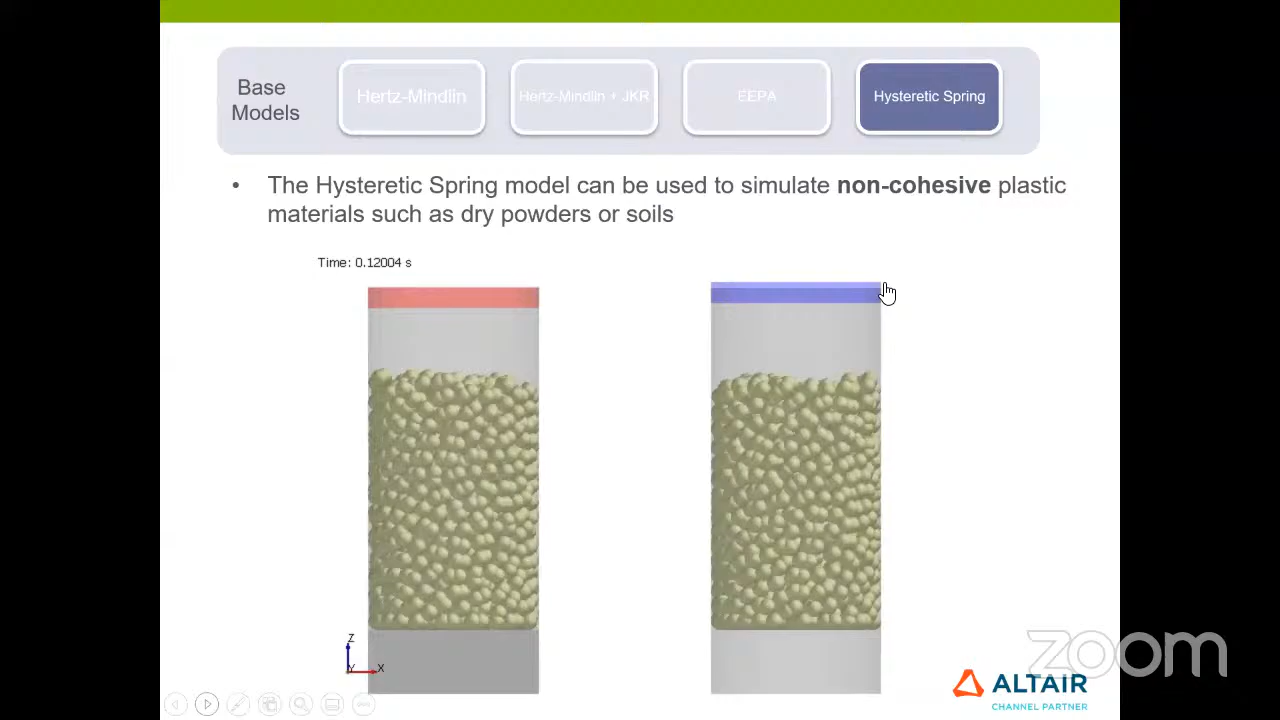 Base
Models
Hertz-Mindlin
Hertz-Mindlin + JKR
EEPA
Hysteretic Spring
• The Hysteretic Spring model can be used to simulate non-cohesive plastic
materials such as dry powders or soils
Time: 0.12004 s
Z
Y
X
zoom
ALTAIR
CHANNEL PARTNER